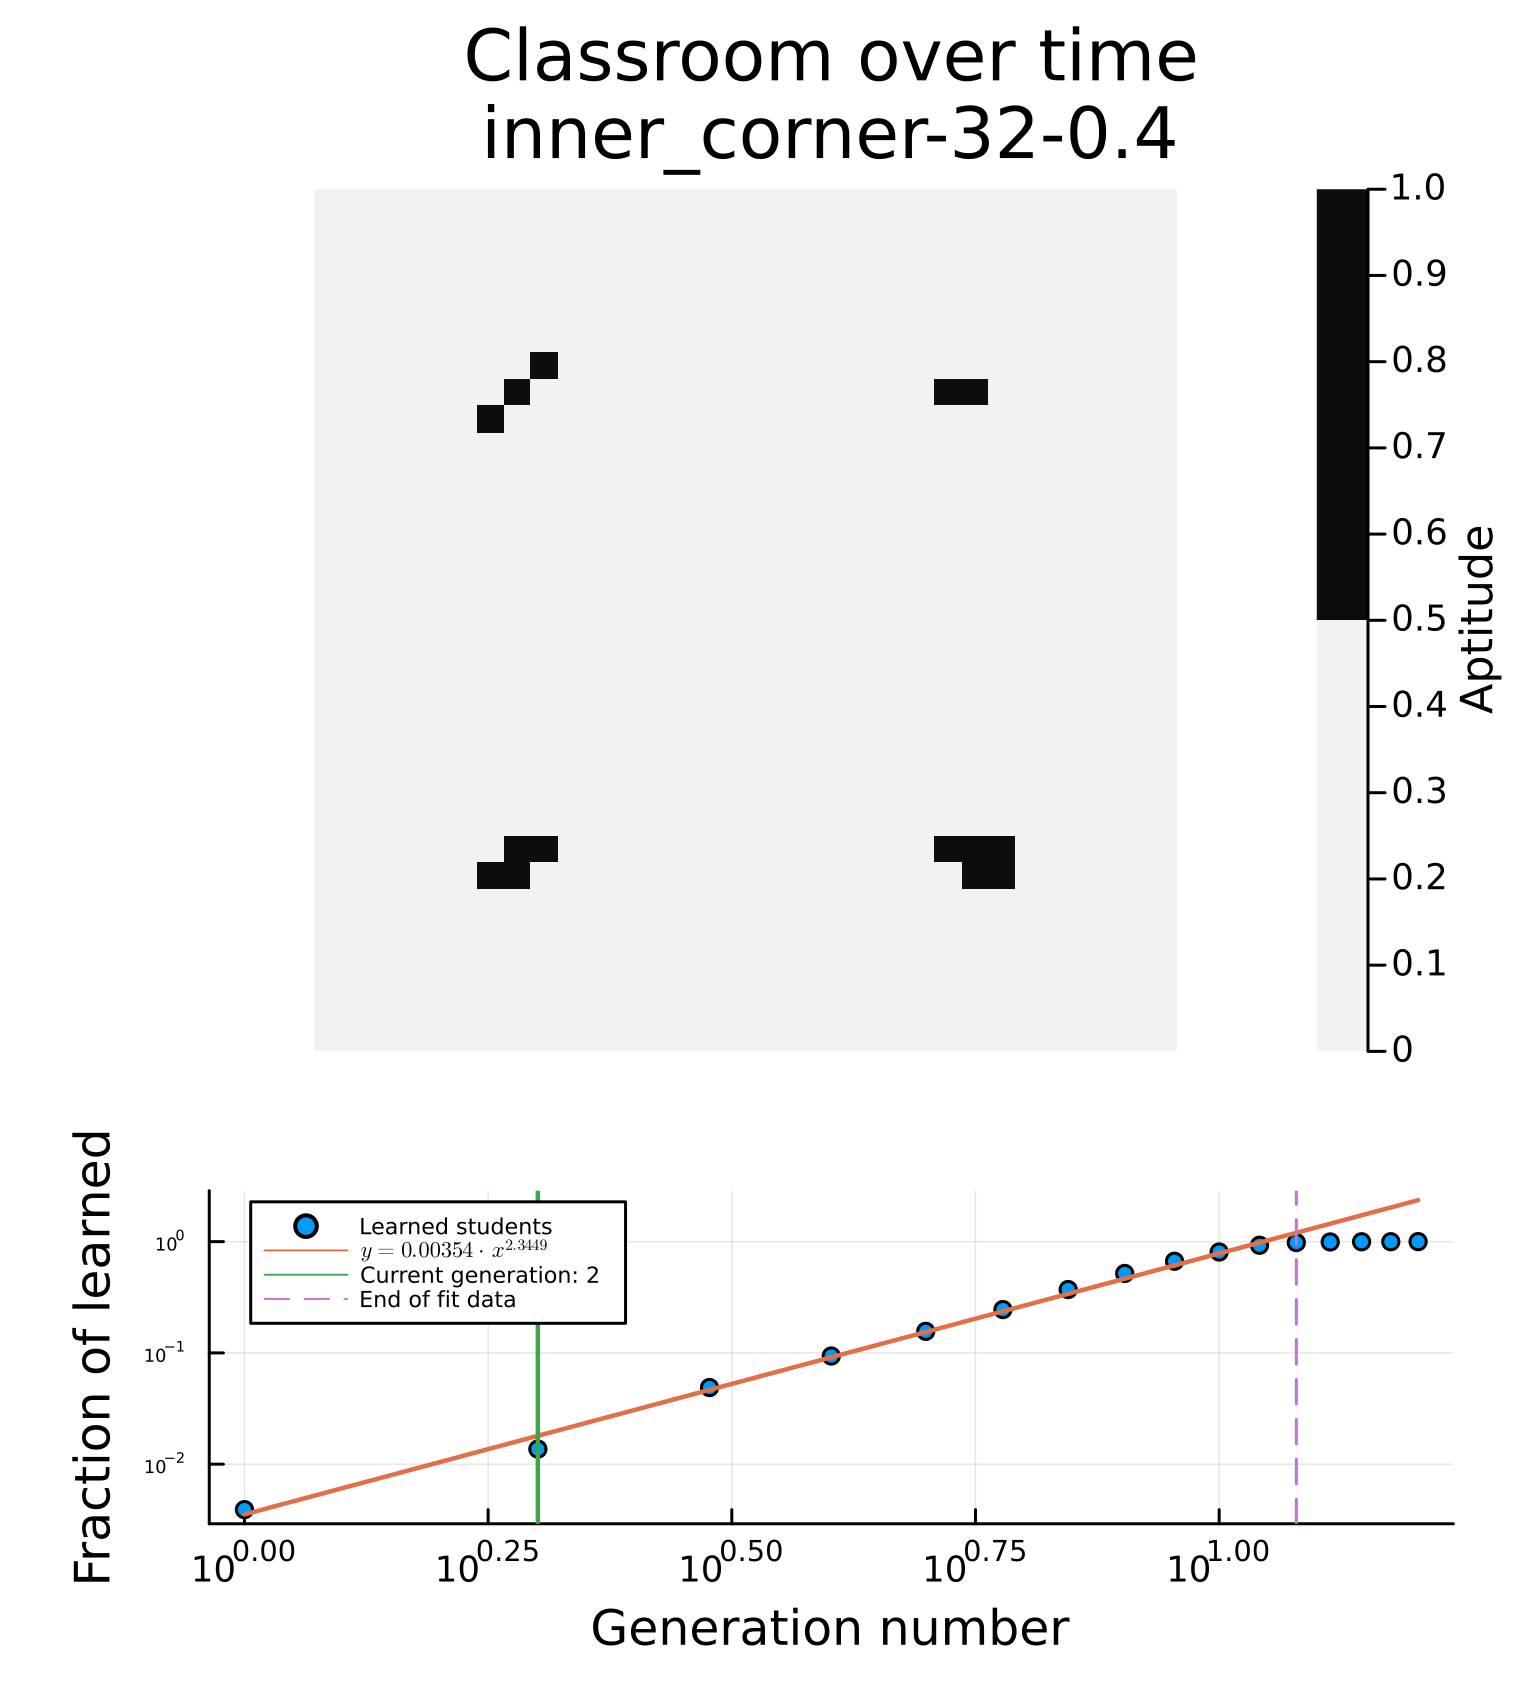 Classroom over time
inner_corner-32-0.4
1.0
0.9
0.8
0.7
0.6
0.5
0.4
0.3
0.2
0.1
0
Aptitude
Fraction of learned
10^0
10^-1
10^-2
Learned students
y = 0.00354 · x^2.3449
Current generation: 2
End of fit data
10^0.00 10^0.25 10^0.50 10^0.75 10^1.00
Generation number